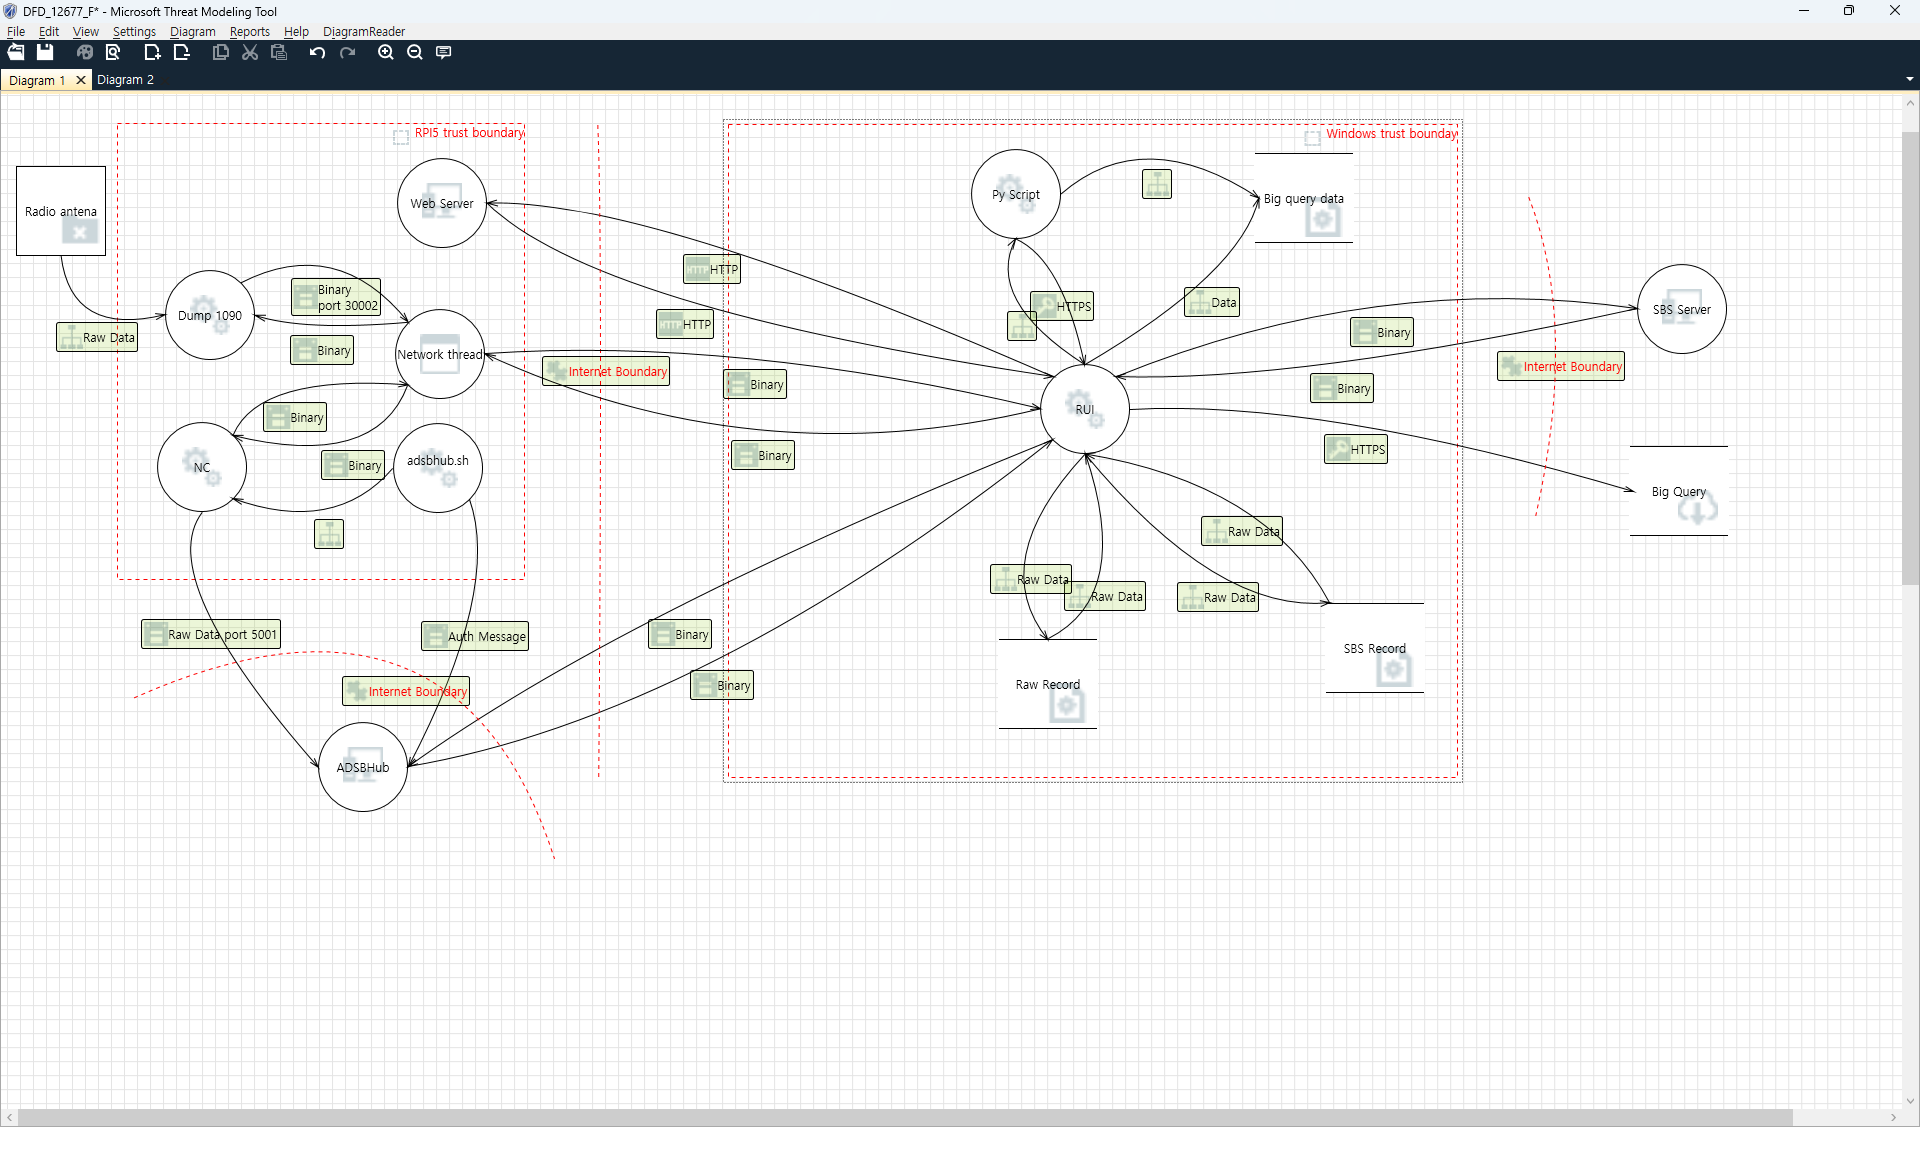 DFD_12677_F* - Microsoft Threat Modeling Tool
File Edit View Settings Diagram Reports Help DiagramReader
Diagram 1 Diagram 2
RPI5 trust boundary
Windows trust bounday
Radio antena
Web Server
Py Script
Big query data
HTTP
Binary
port 30002
HTTPS
Data
Dump 1090
SBS Server
Raw Data
HTTP
Binary
Binary
Network thread
Internet Boundary
Internet Boundary
Binary
Binary
RUI
Binary
HTTPS
Binary
NC
Binary
adsbhub.sh
Big Query
Raw Data
Raw Data
Raw Data
Raw Data
Raw Data port 5001
Auth Message
Binary
SBS Record
Internet Boundary
Binary
Raw Record
ADSBHub